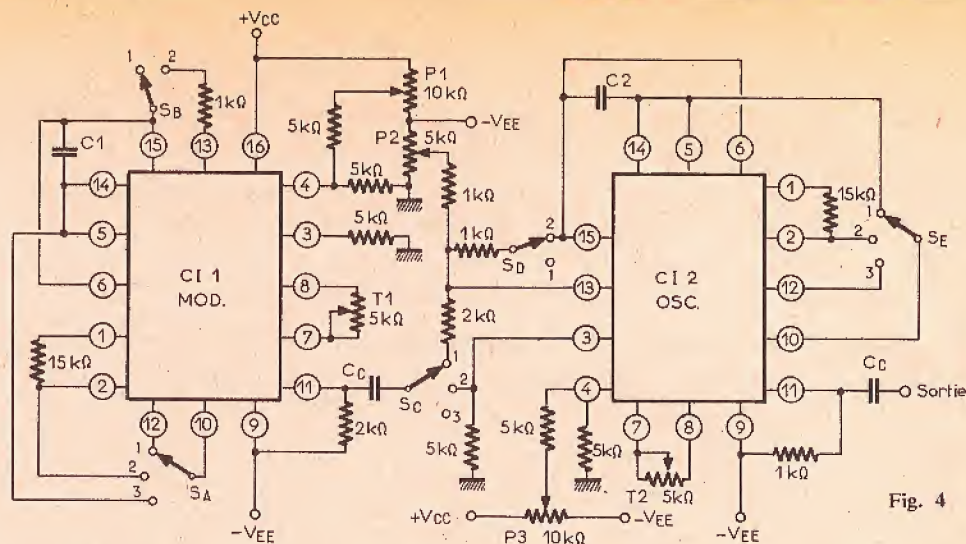 +VCC
1
2
SB
1kΩ
C1
15
13
16
P1
10kΩ
5kΩ
P2
5kΩ
-VEE
14
5
6
1
2
4
3
8
7
11
CI 1
MOD.
5kΩ
5kΩ
T1
5kΩ
15kΩ
12
10
9
1
2
3
SA
-VEE
2kΩ
CC
SC
1
2
3
1kΩ
1kΩ
SD
2
1
2kΩ
C2
14
5
6
15
13
3
4
CI 2
OSC.
1
2
12
10
11
15kΩ
1
2
3
SE
CC
Sortie
7
8
9
5kΩ
5kΩ
5kΩ
T2
5kΩ
1kΩ
+VCC
P3
10kΩ
-VEE
-VEE
Fig. 4